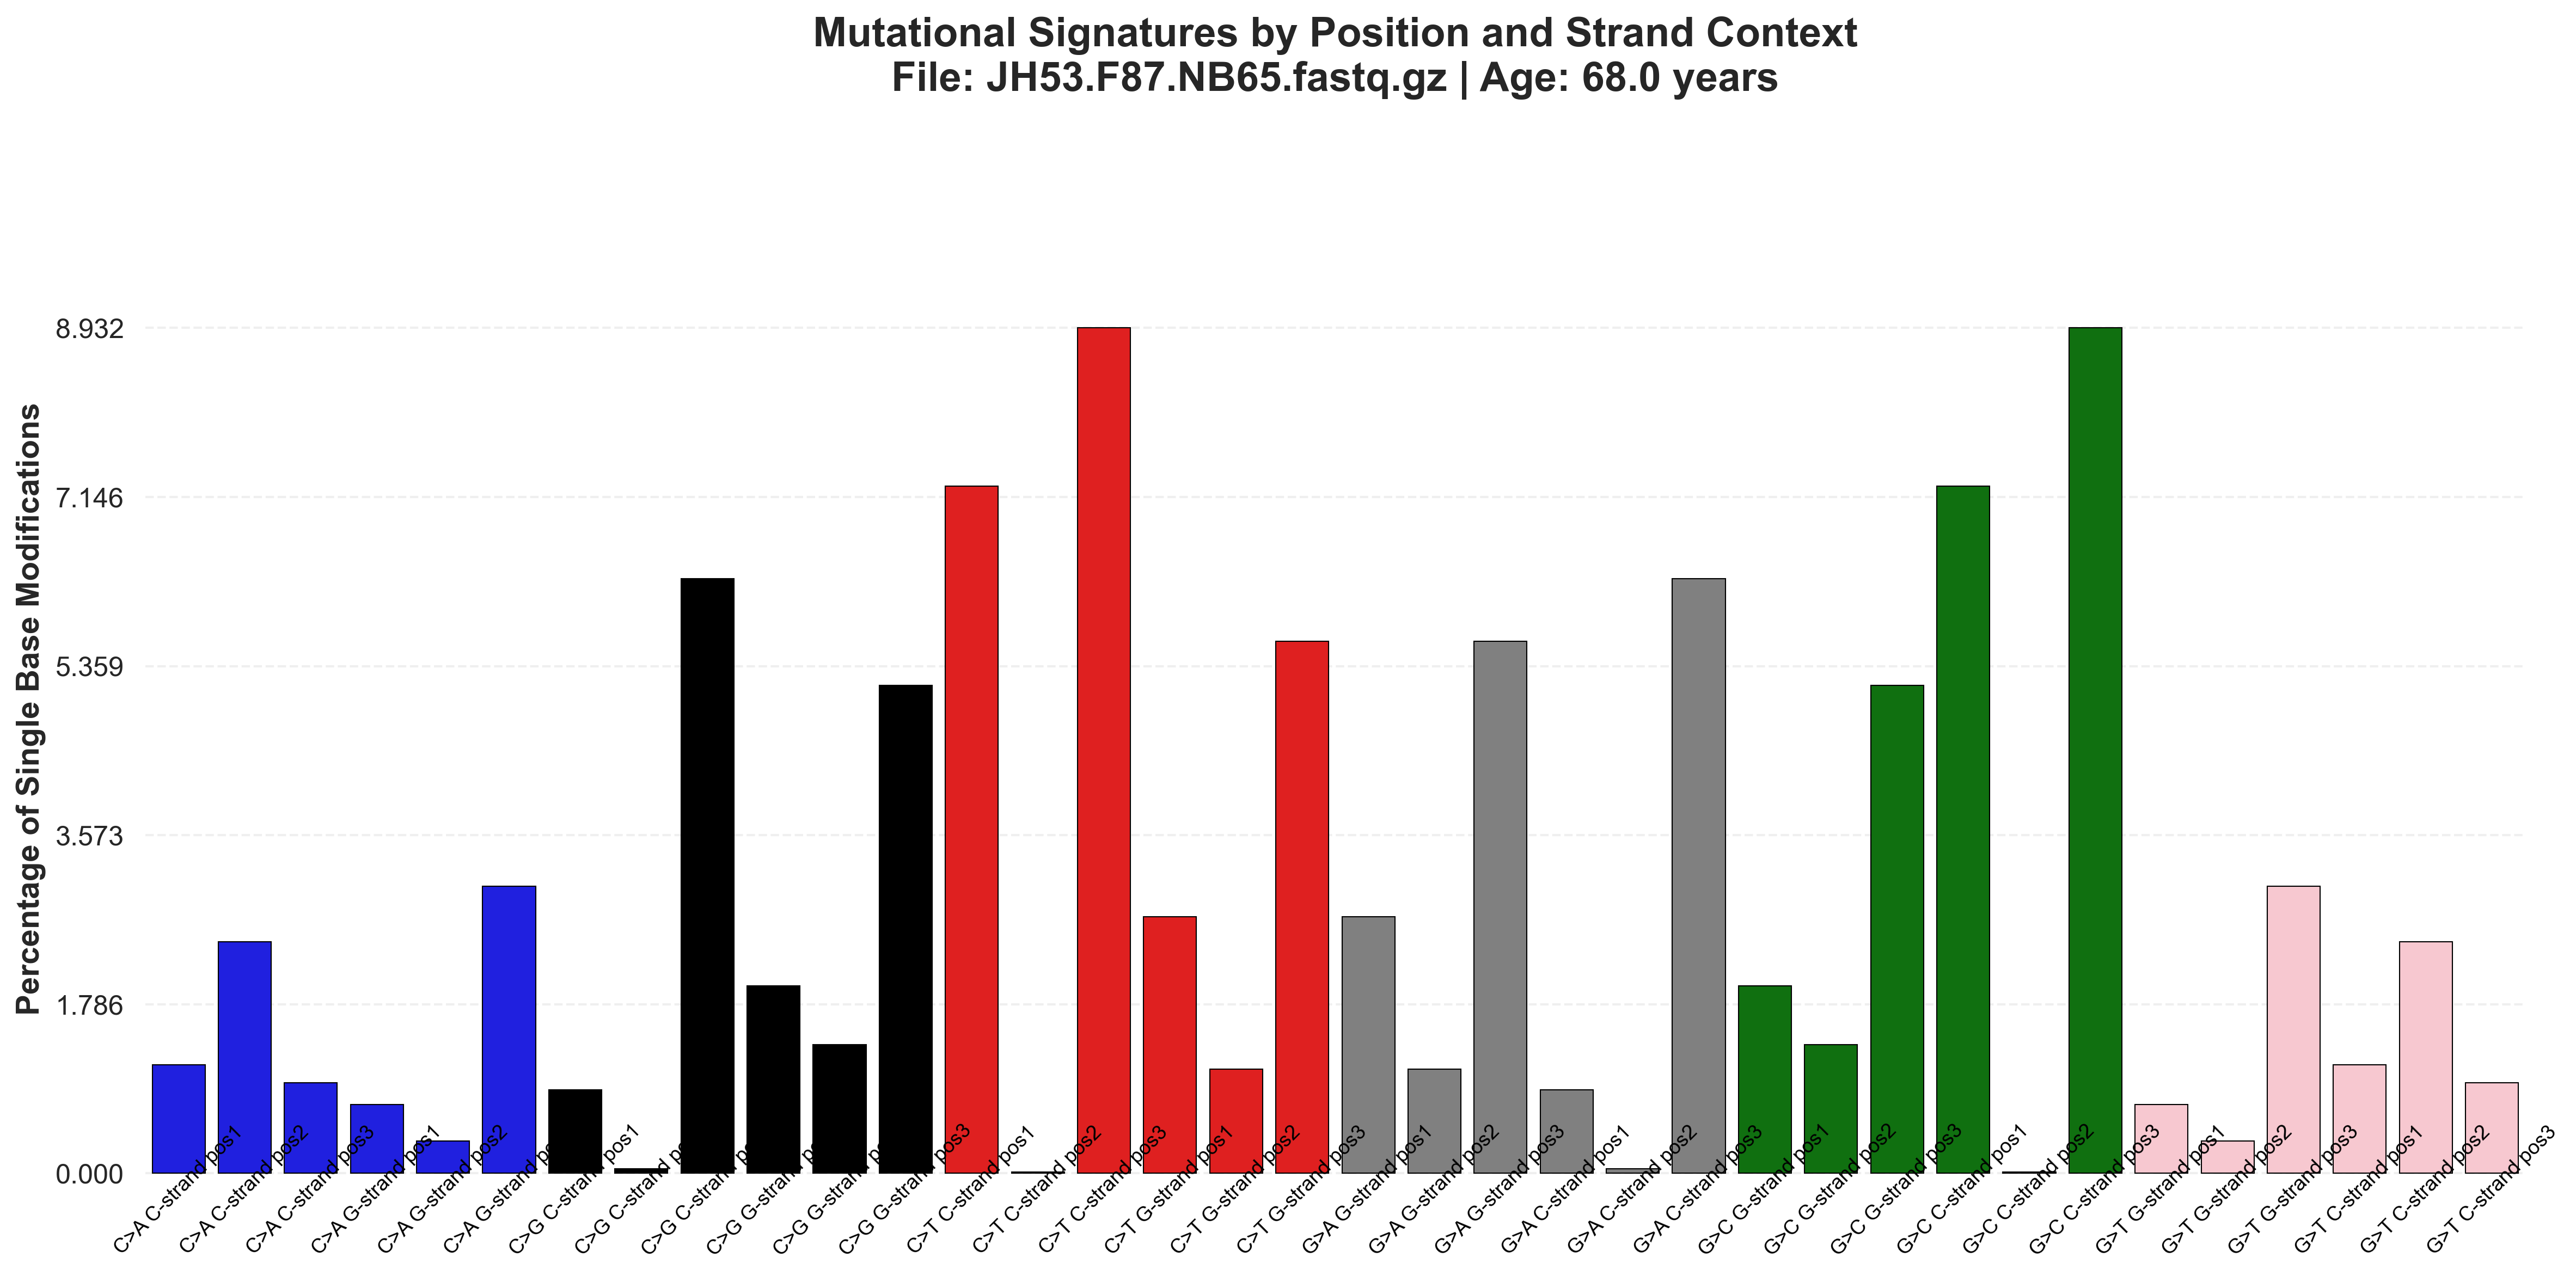 Mutational Signatures by Position and Strand Context
File: JH53.F87.NB65.fastq.gz | Age: 68.0 years
Percentage of Single Base Modifications
8.932
7.146
5.359
3.573
1.786
0.000
C>A C-strand pos1
C>A C-strand pos2
C>A C-strand pos3
C>A G-strand pos1
C>A G-strand pos2
C>A G-strand
C>G C-strand pos1
C>G C-strand
C>G C-strand
C>G G-strand
C>G G-strand
C>G G-strand pos3
C>T C-strand pos1
C>T C-strand pos2
C>T C-strand pos3
C>T G-strand pos1
C>T G-strand pos2
C>T G-strand pos3
G>A G-strand pos1
G>A G-strand pos2
G>A G-strand pos3
G>A C-strand pos1
G>A C-strand pos2
G>A C-strand pos3
G>C G-strand pos1
G>C G-strand pos2
G>C G-strand pos3
G>C C-strand pos1
G>C C-strand pos2
G>C C-strand pos3
G>T G-strand pos1
G>T G-strand pos2
G>T G-strand pos3
G>T C-strand pos1
G>T C-strand pos2
G>T C-strand pos3